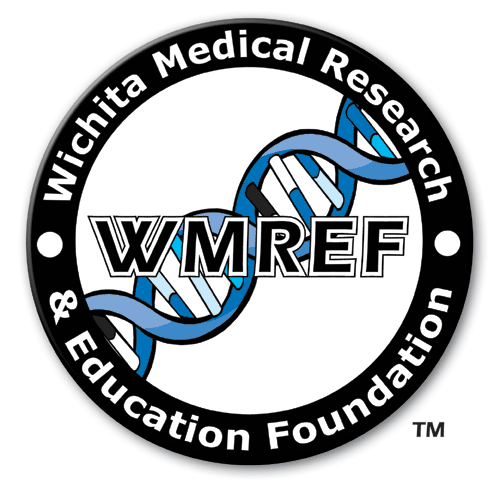 Wichita Medical Research
WMREF
& Education Foundation
TM